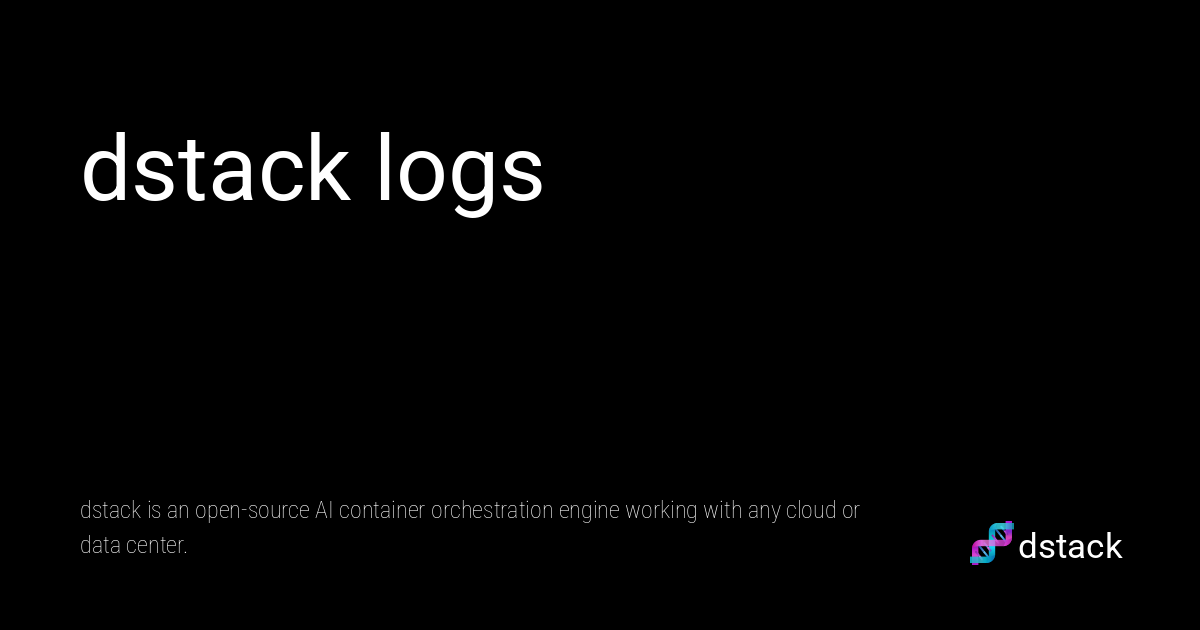 dstack logs
dstack is an open-source AI container orchestration engine working with any cloud or
data center.
dstack